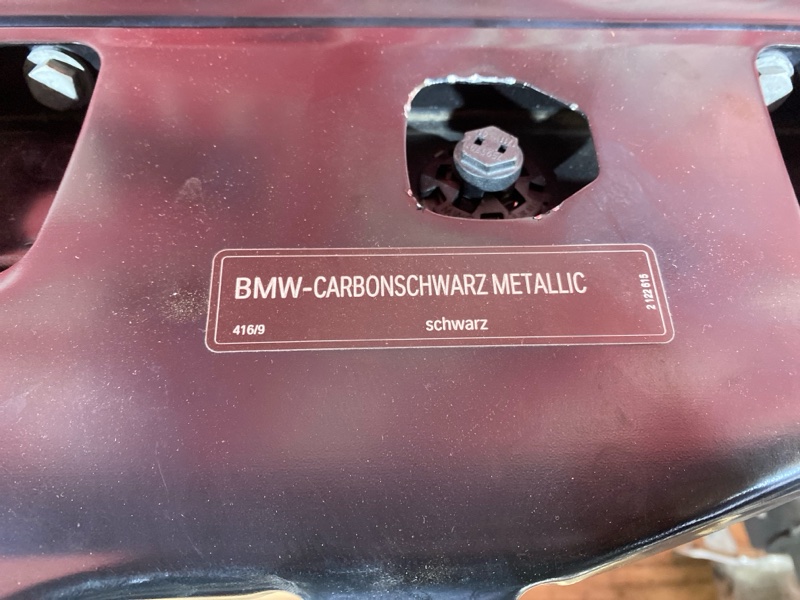 BMW-CARBONSCHWARZ METALLIC
416/9
schwarz
2 122 615